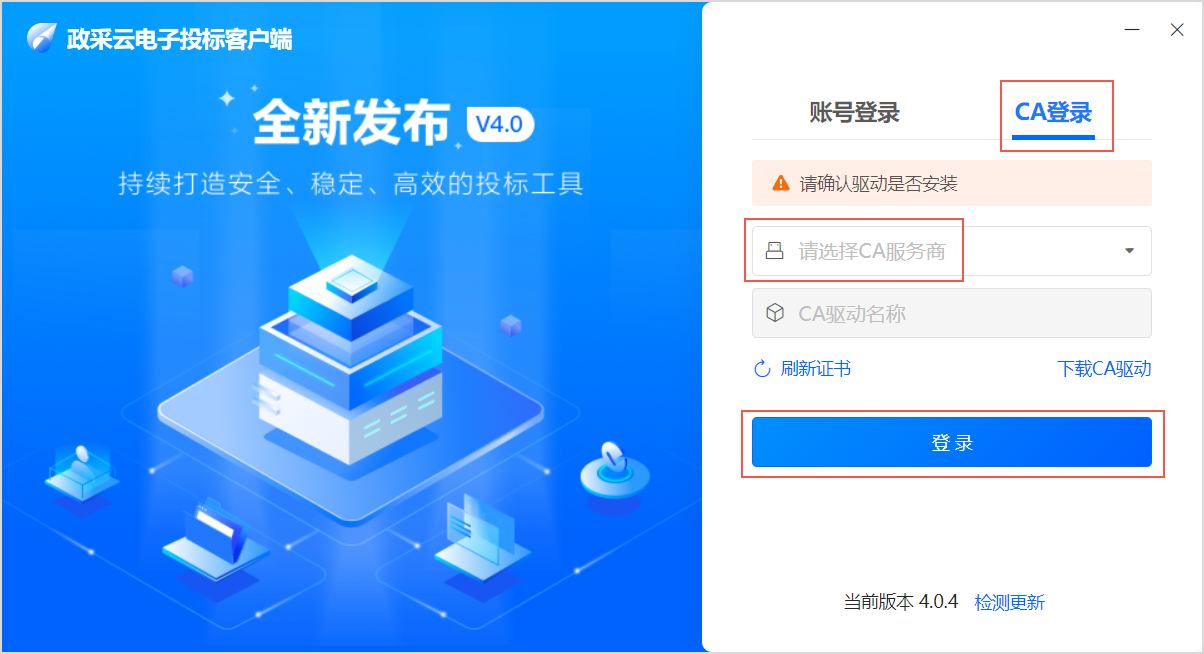 政采云电子投标客户端
全新发布 V4.0
持续打造安全、稳定、高效的投标工具
账号登录 CA登录
请确认驱动是否安装
请选择CA服务商
CA驱动名称
刷新证书 下载CA驱动
登 录
当前版本 4.0.4 检测更新